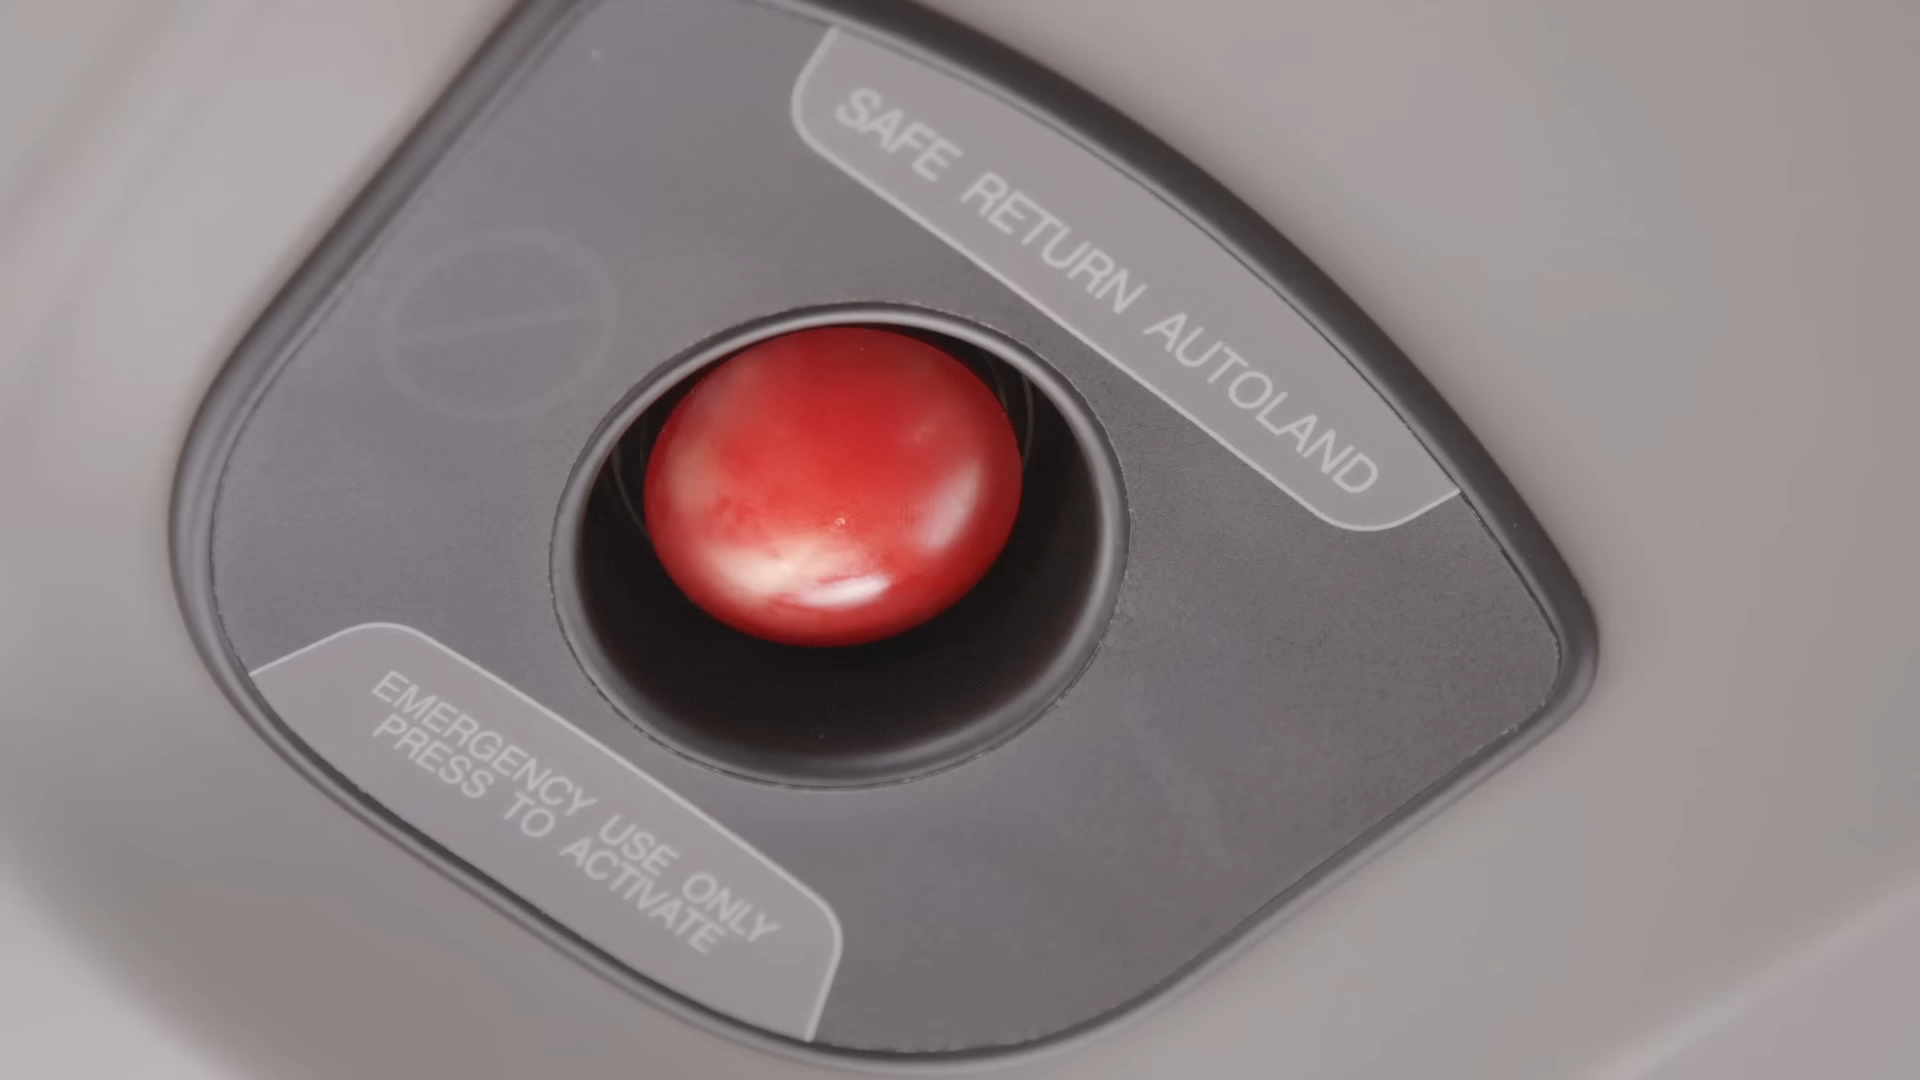 SAFE RETURN AUTOLAND
EMERGENCY USE ONLY
PRESS TO ACTIVATE